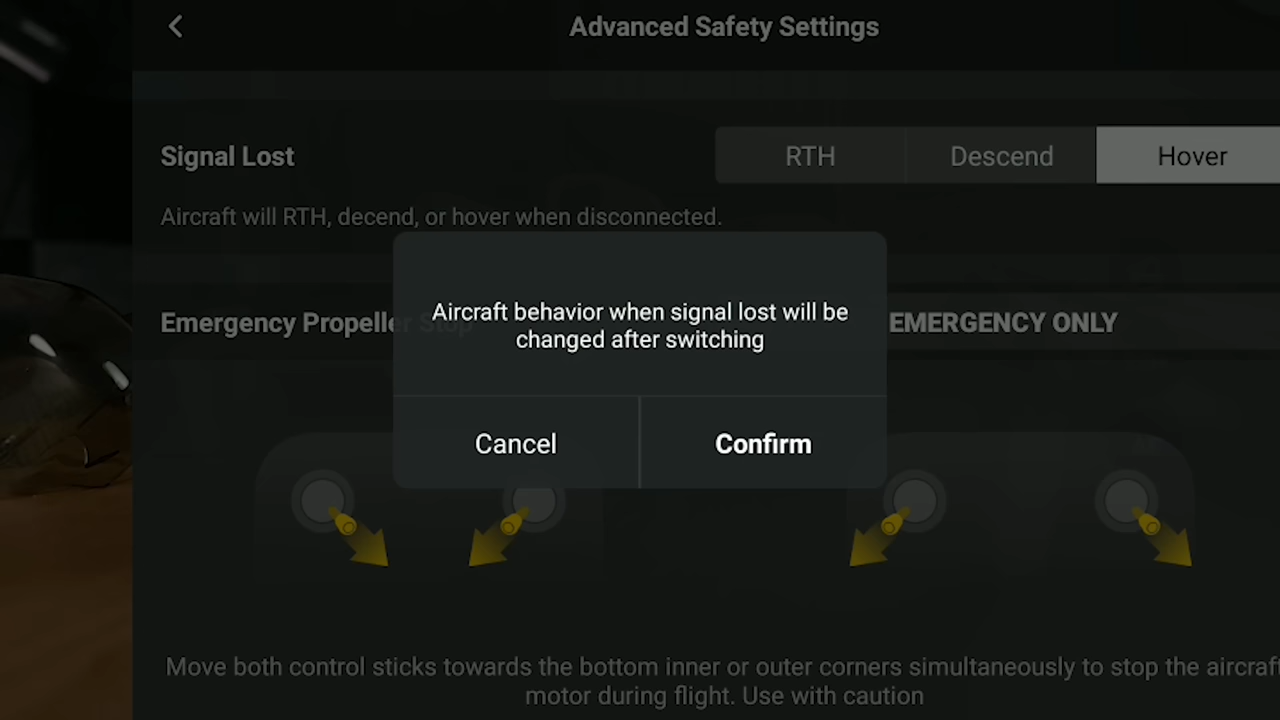 Advanced Safety Settings
Signal Lost
RTH
Descend
Hover
Aircraft will RTH, decend, or hover when disconnected.
Aircraft behavior when signal lost will be
changed after switching
Emergency Propeller Stop
EMERGENCY ONLY
Cancel
Confirm
Move both control sticks towards the bottom inner or outer corners simultaneously to stop the aircraft
motor during flight. Use with caution